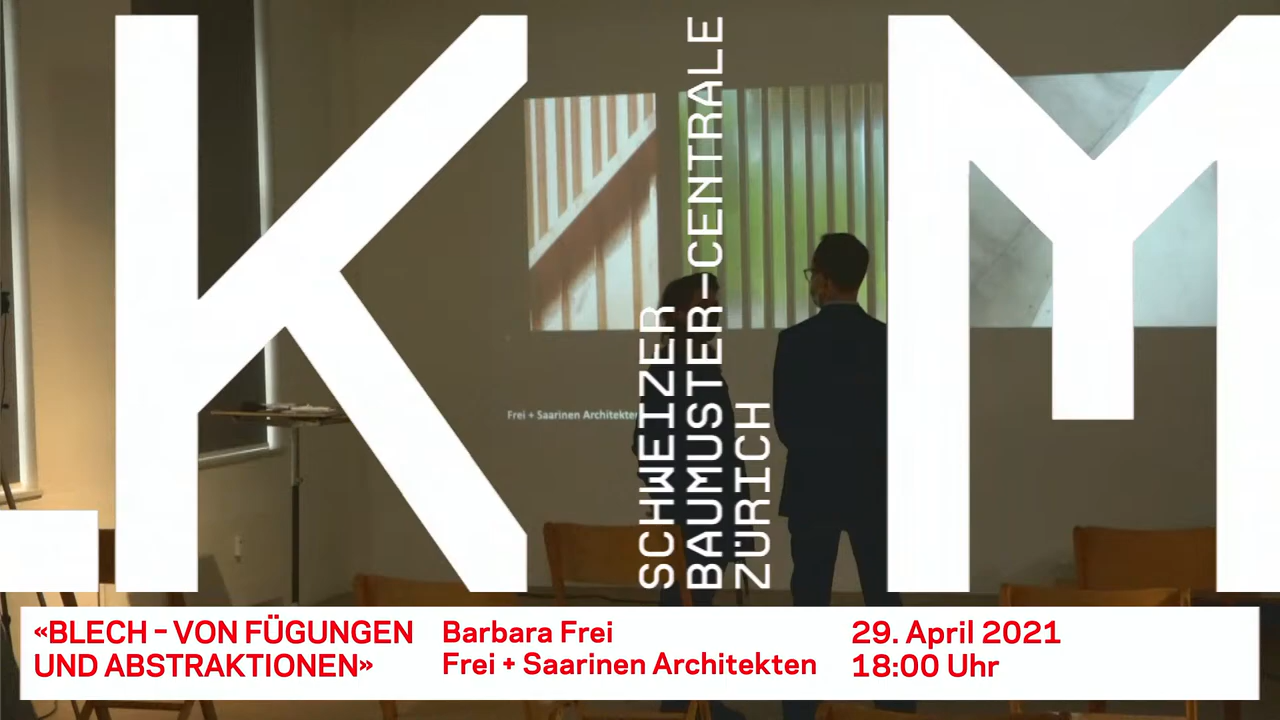 .KM
SCHWEIZER
BAUMUSTER-CENTRALE
ZÜRICH
Frei + Saarinen Architekten
«BLECH – VON FÜGUNGEN
UND ABSTRAKTIONEN»
Barbara Frei
Frei + Saarinen Architekten
29. April 2021
18:00 Uhr